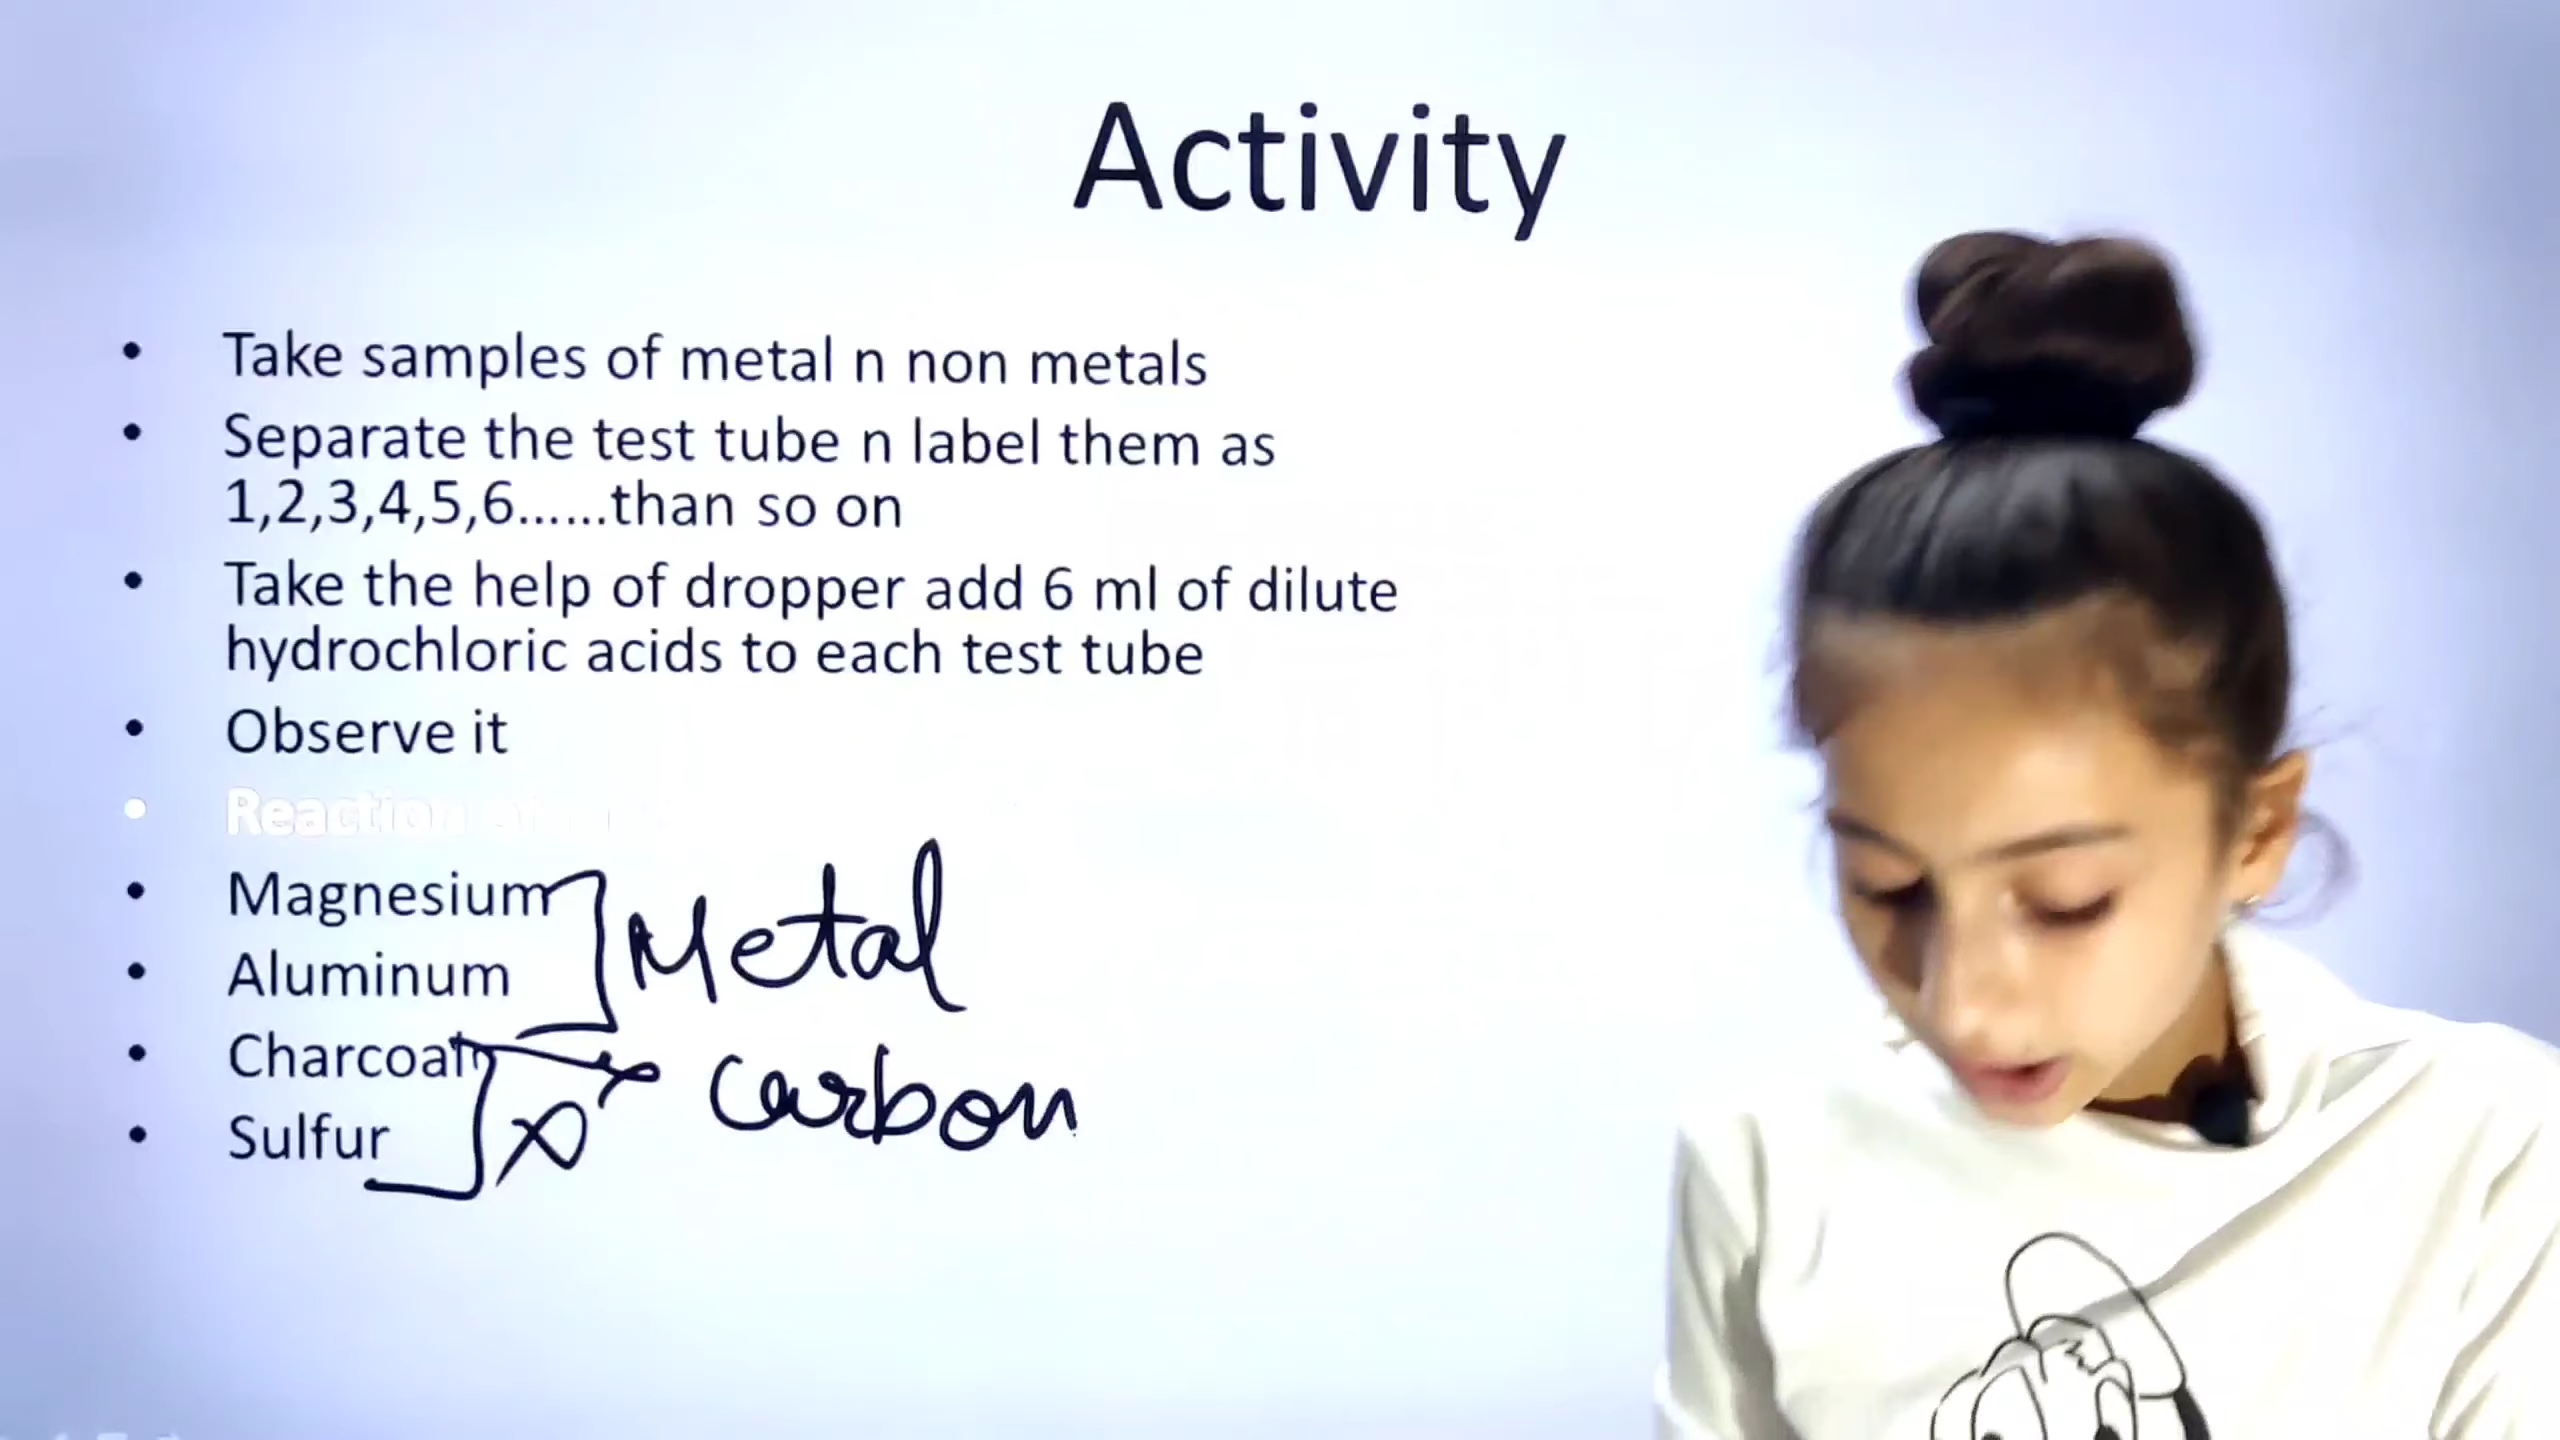 Activity
• Take samples of metal n non metals
• Separate the test tube n label them as
1,2,3,4,5,6......than so on
• Take the help of dropper add 6 ml of dilute
hydrochloric acids to each test tube
• Observe it
• Reaction of
• Magnesium
• Aluminum
Metal
• Charcoal
Carbon
• Sulfur